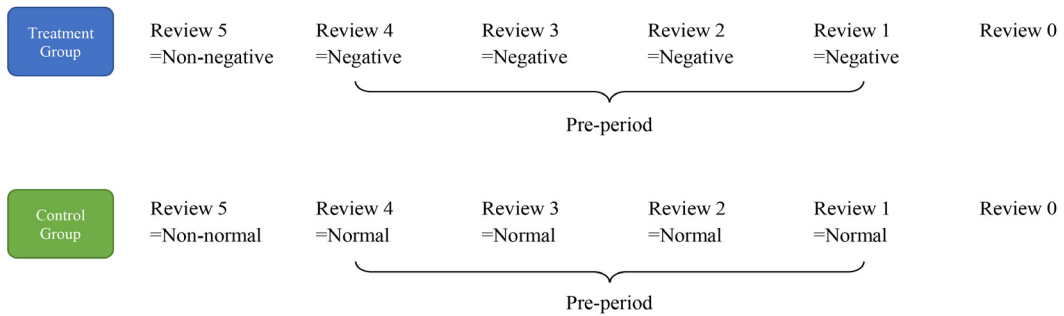 Treatment
Group
Review 5
=Non-negative
Review 4
=Negative
Review 3
=Negative
Review 2
=Negative
Review 1
=Negative
Review 0
Pre-period
Control
Group
Review 5
=Non-normal
Review 4
=Normal
Review 3
=Normal
Review 2
=Normal
Review 1
=Normal
Review 0
Pre-period